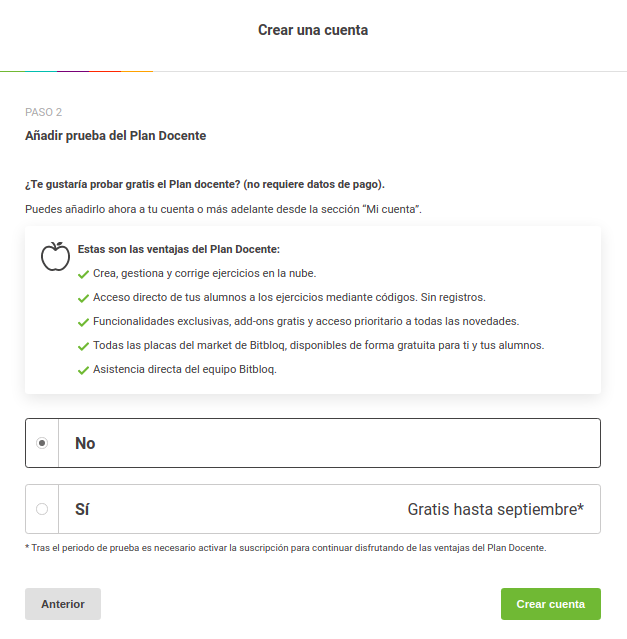 Crear una cuenta
PASO 2
Añadir prueba del Plan Docente
¿Te gustaría probar gratis el Plan docente? (no requiere datos de pago).
Puedes añadirlo ahora a tu cuenta o más adelante desde la sección “Mi cuenta”.
Estas son las ventajas del Plan Docente:
Crea, gestiona y corrige ejercicios en la nube.
Acceso directo de tus alumnos a los ejercicios mediante códigos. Sin registros.
Funcionalidades exclusivas, add-ons gratis y acceso prioritario a todas las novedades.
Todas las placas del market de Bitbloq, disponibles de forma gratuita para ti y tus alumnos.
Asistencia directa del equipo Bitbloq.
No
Sí Gratis hasta septiembre*
* Tras el periodo de prueba es necesario activar la suscripción para continuar disfrutando de las ventajas del Plan Docente.
Anterior Crear cuenta